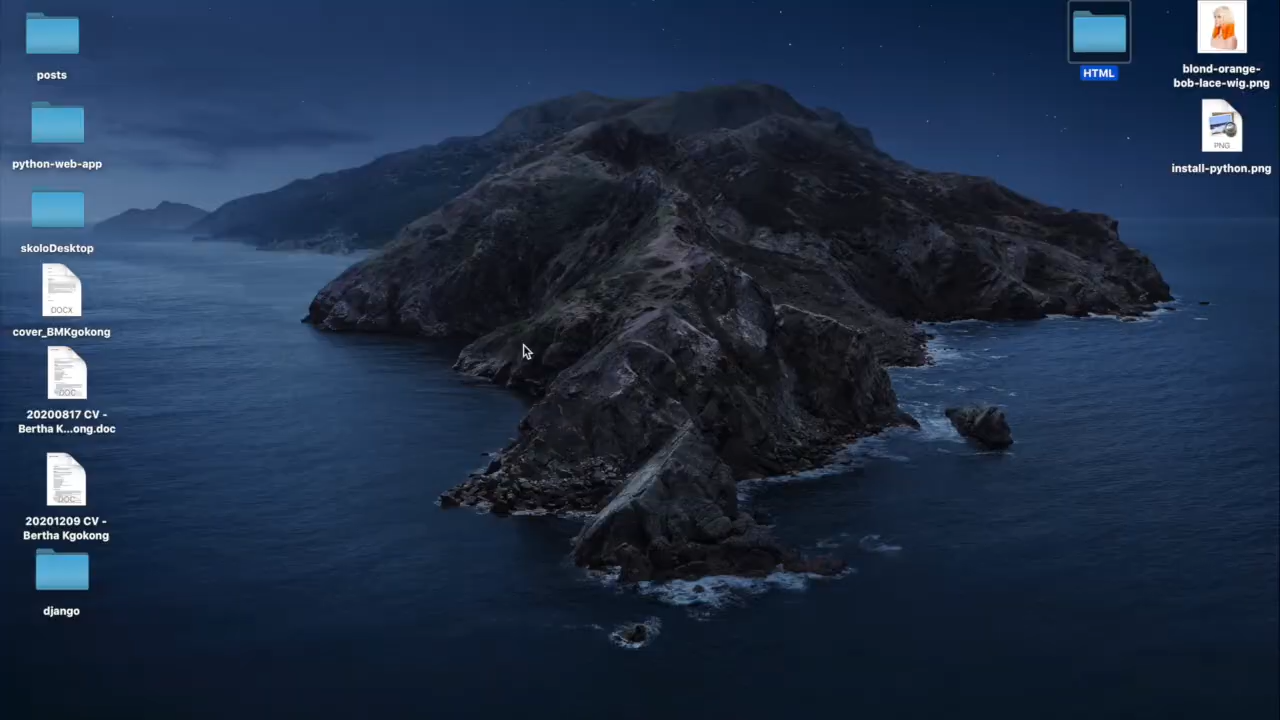 posts
python-web-app
skoloDesktop
DOCX
cover_BMKgokong
DOC
20200817 CV -
Bertha K...ong.doc
DOC
20201209 CV -
Bertha Kgokong
django
HTML
blond-orange-
bob-lace-wig.png
PNG
install-python.png